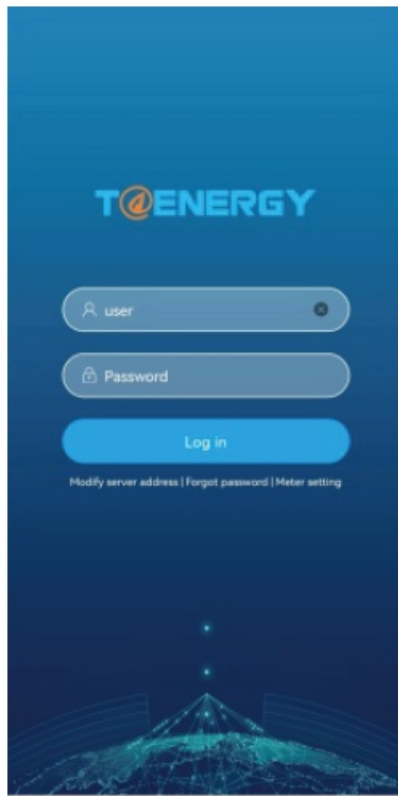 T@ENERGY
user
Password
Log in
Modify server address | Forgot password | Meter setting